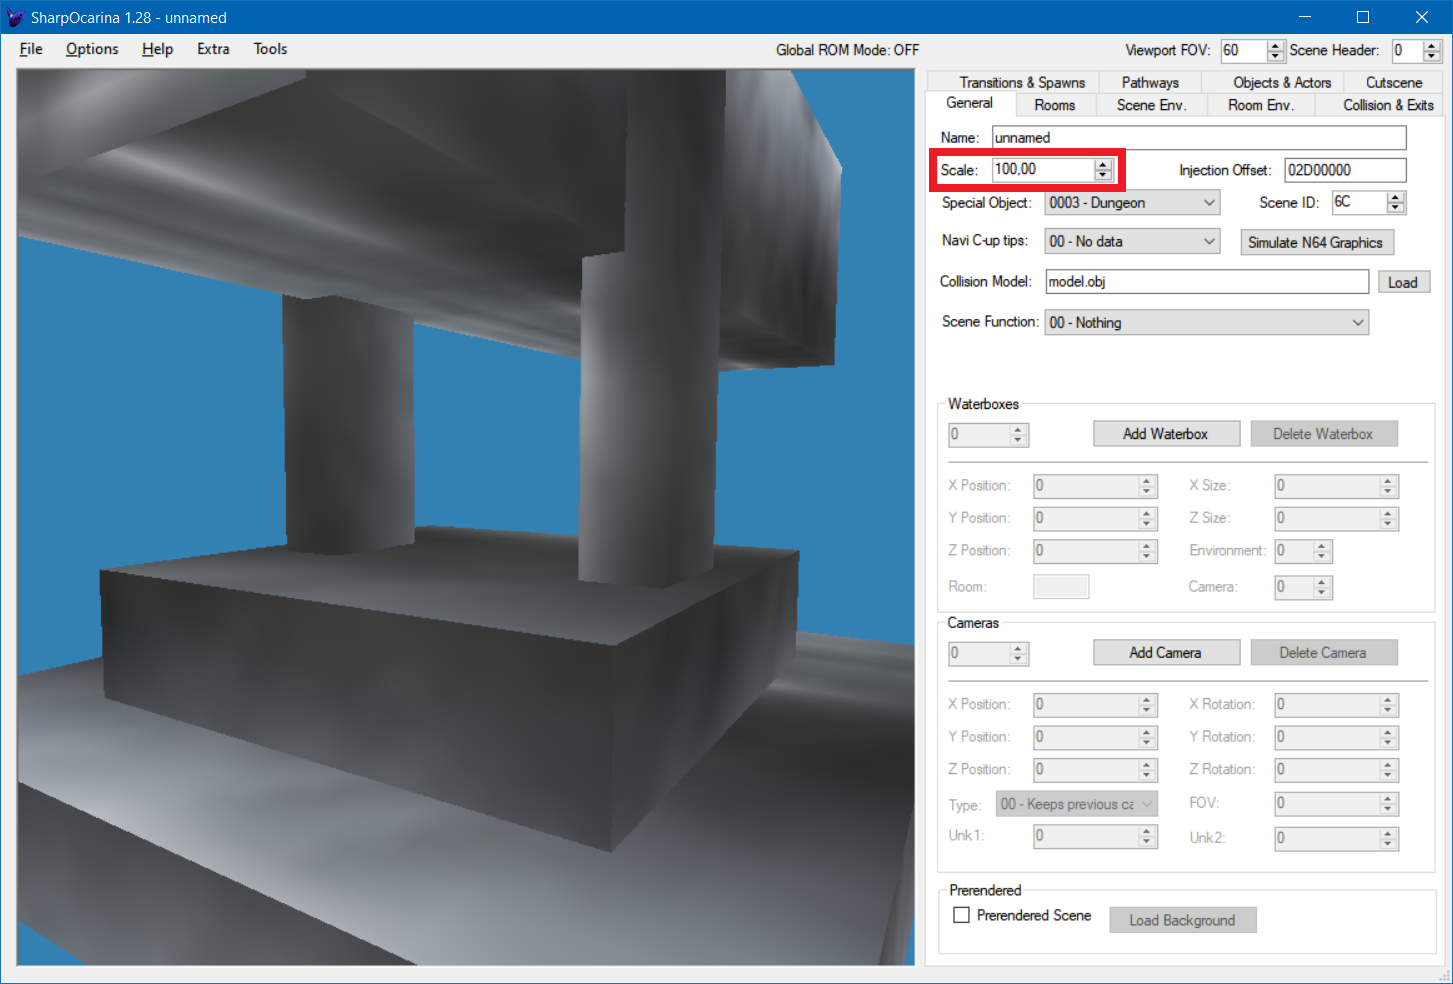 SharpOcarina 1.28 - unnamed
File Options Help Extra Tools Global ROM Mode: OFF Viewport FOV: 60 Scene Header: 0
Transitions & Spawns Pathways Objects & Actors Cutscene
General Rooms Scene Env. Room Env. Collision & Exits
Name: unnamed
Scale: 100,00 Injection Offset: 02D00000
Special Object: 0003 - Dungeon Scene ID: 6C
Navi C-up tips: 00 - No data Simulate N64 Graphics
Collision Model: model.obj Load
Scene Function: 00 - Nothing
Waterboxes
0 Add Waterbox Delete Waterbox
X Position: 0 X Size: 0
Y Position: 0 Z Size: 0
Z Position: 0 Environment: 0
Room: Camera: 0
Cameras
0 Add Camera Delete Camera
X Position: 0 X Rotation: 0
Y Position: 0 Y Rotation: 0
Z Position: 0 Z Rotation: 0
Type: 00 - Keeps previous ca FOV: 0
Unk1: 0 Unk2: 0
Prerendered
Prerendered Scene Load Background